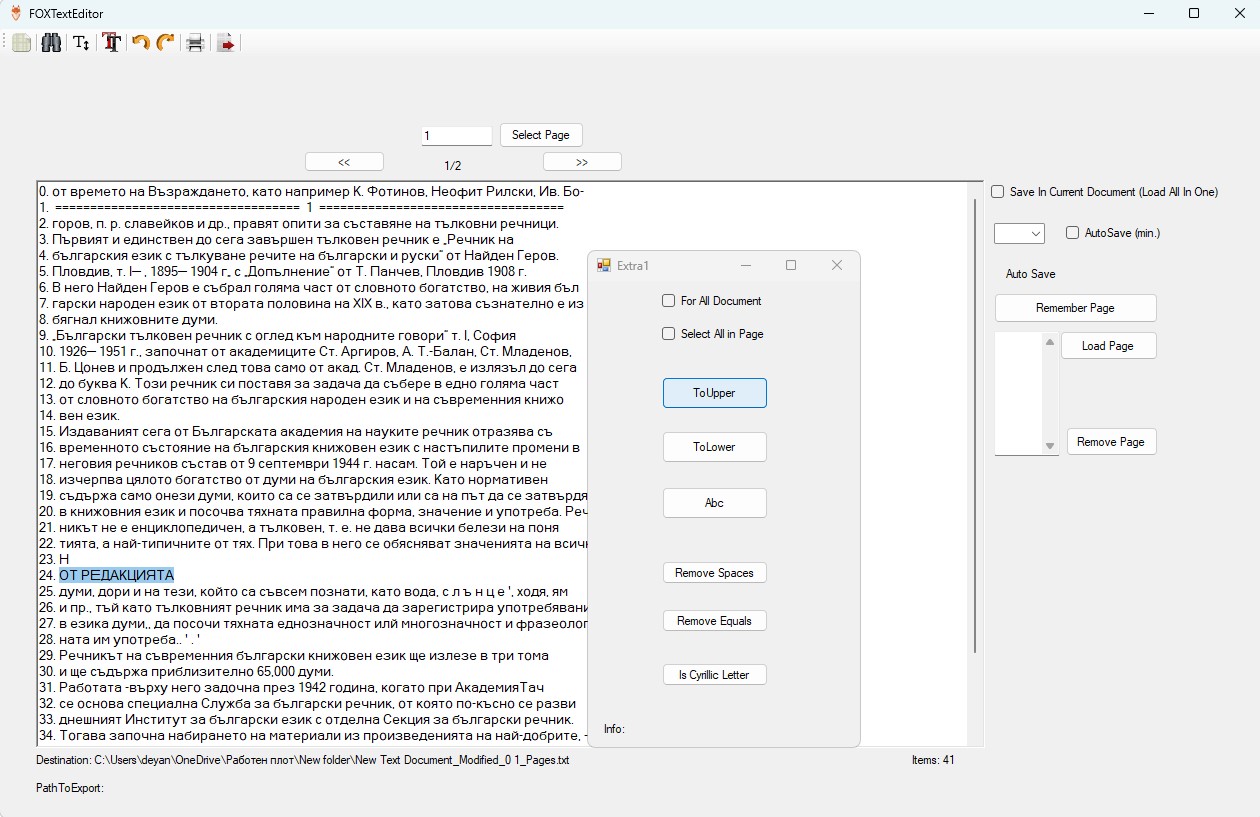 FOXTextEditor
1
Select Page
<<
1/2
>>
0. от времето на Възраждането, като например К. Фотинов, Неофит Рилски, Ив. Бо-
1. =================================== 1 ===================================
2. горов, п. р. славейков и др., правят опити за съставяне на тълковни речници.
3. Първият и единствен до сега завършен тълковен речник е „Речник на
4. българския език с тълкуване речите на български и руски“ от Найден Геров.
5. Пловдив, т. I— , 1895— 1904 г„ с „Допълнение“ от Т. Панчев, Пловдив 1908 г.
6. В него Найден Геров е събрал голяма част от словното богатство, на живия бъл
7. гарски народен език от втората половина на XIX в., като затова съзнателно е из
8. бягнал книжовните думи.
9. „Български тълковен речник с оглед към народните говори“ т. I, София
10. 1926— 1951 г., започнат от академиците Ст. Аргиров, А. Т.-Балан, Ст. Младенов,
11. Б. Цонев и продължен след това само от акад. Ст. Младенов, е излязъл до сега
12. до буква К. Този речник си поставя за задача да събере в едно голяма част
13. от словното богатство на българския народен език и на съвременния книжо
14. вен език.
15. Издаваният сега от Българската академия на науките речник отразява съ
16. временното състояние на българския книжовен език с настъпилите промени в
17. неговия речников състав от 9 септември 1944 г. насам. Той е наръчен и не
18. изчерпва цялото богатство от думи на българския език. Като нормативен
19. съдържа само онези думи, които са се затвърдили или са на път да се затвърдя
20. в книжовния език и посочва тяхната правилна форма, значение и употреба. Реч
21. никът не е енциклопедичен, а тълковен, т. е. не дава всички белези на поня
22. тията, а най-типичните от тях. При това в него се обясняват значенията на всич
23. Н
24. ОТ РЕДАКЦИЯТА
25. думи, дори и на тези, който са съвсем познати, като вода, с л ъ н ц е ', ходя, ям
26. и пр., тъй като тълковният речник има за задача да зарегистрира употребявани
27. в езика думи,, да посочи тяхната еднозначност илй многозначност и фразеолог
28. ната им употреба.. ' . '
29. Речникът на съвременния български книжовен език ще излезе в три тома
30. и ще съдържа приблизително 65,000 думи.
31. Работата -върху него задочна през 1942 година, когато при АкадемияТач
32. се основа специална Служба за български речник, от която по-късно се разви
33. днешният Институт за български език с отделна Секция за български речник.
34. Тогава започна набирането на материали из произведенията на най-добрите, -
Extra1
For All Document
Select All in Page
ToUpper
ToLower
Abc
Remove Spaces
Remove Equals
Is Cyrillic Letter
Info:
Save In Current Document (Load All In One)
AutoSave (min.)
Auto Save
Remember Page
Load Page
Remove Page
Destination: C:\Users\deyan\OneDrive\Работен плот\New folder\New Text Document_Modified_0 1_Pages.txt
Items: 41
PathToExport: